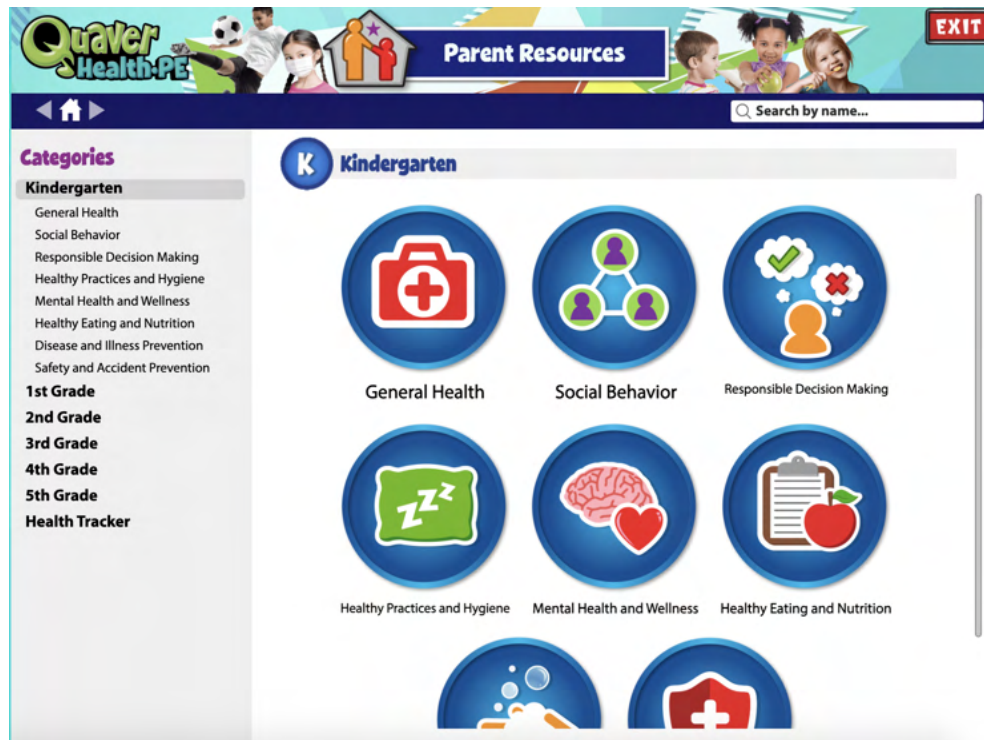 Quaver
Health•PE
Parent Resources
EXIT
Search by name...
Categories
Kindergarten
General Health
Social Behavior
Responsible Decision Making
Healthy Practices and Hygiene
Mental Health and Wellness
Healthy Eating and Nutrition
Disease and Illness Prevention
Safety and Accident Prevention
1st Grade
2nd Grade
3rd Grade
4th Grade
5th Grade
Health Tracker
K Kindergarten
General Health
Social Behavior
Responsible Decision Making
zzz
Healthy Practices and Hygiene
Mental Health and Wellness
Healthy Eating and Nutrition